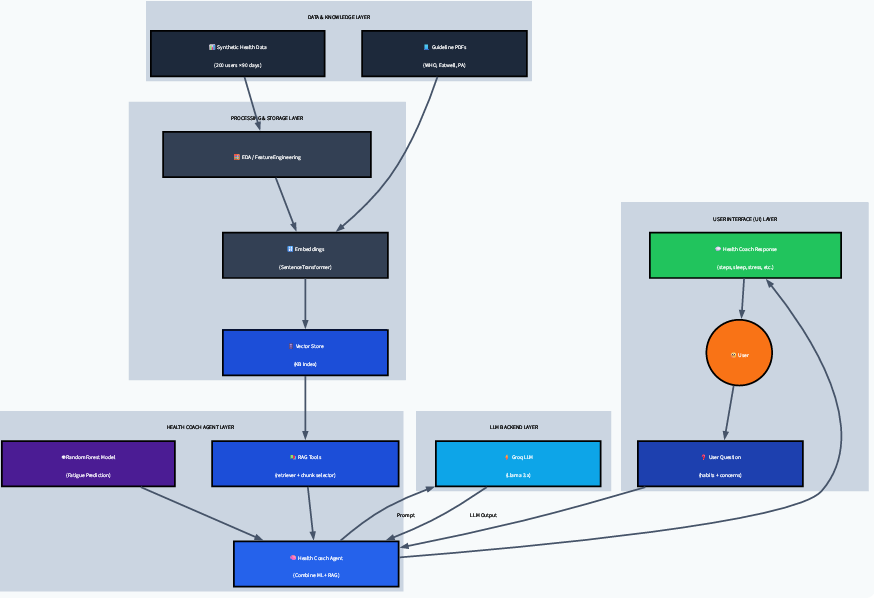 DATA & KNOWLEDGE LAYER
Synthetic Health Data
(200 users × 90 days)
Guideline PDFs
(WHO, Eatwell, PA)
PROCESSING & STORAGE LAYER
EDA / Feature Engineering
Embeddings
(SentenceTransformer)
Vector Store
(KB Index)
USER INTERFACE (UI) LAYER
Health Coach Response
(steps, sleep, stress, etc.)
User
User Question
(habits + concerns)
HEALTH COACH AGENT LAYER
RandomForest Model
(Fatigue Prediction)
RAG Tools
(retriever + chunk selector)
LLM BACKEND LAYER
Groq LLM
(Llama 3.x)
Prompt
LLM Output
Health Coach Agent
(Combine ML + RAG)